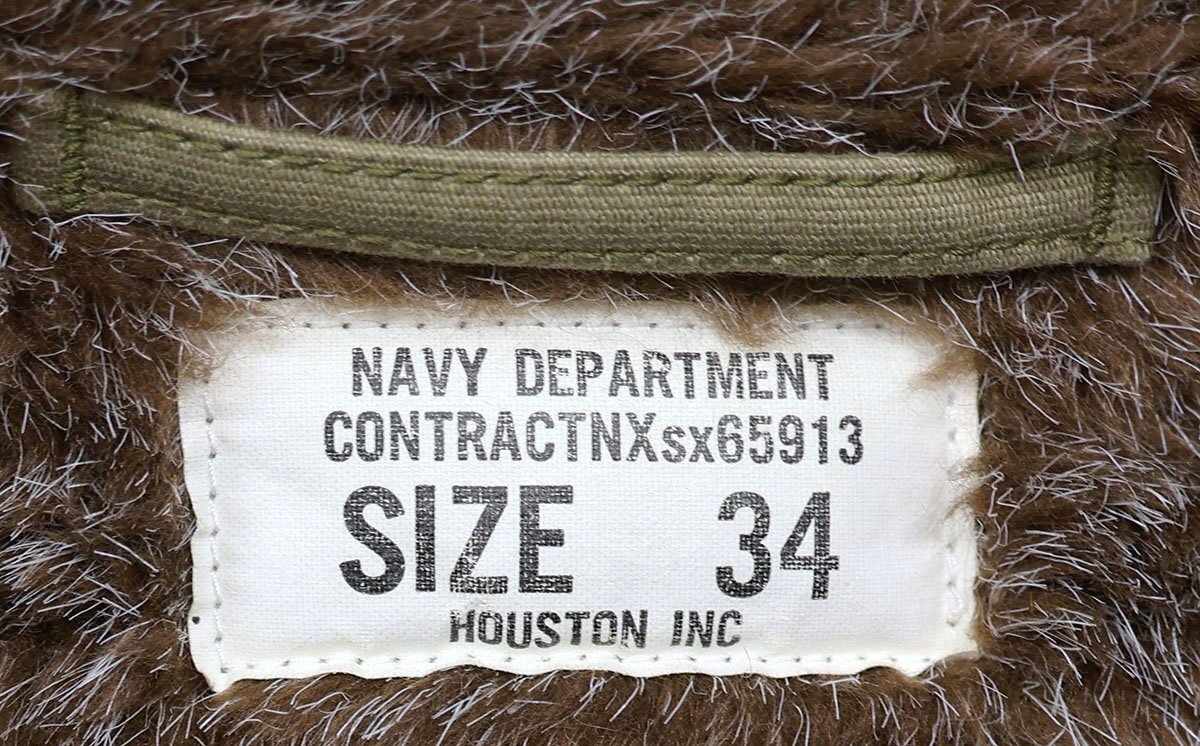 NAVY DEPARTMENT
CONTRACTNXsx65913
SIZE 34
HOUSTON INC